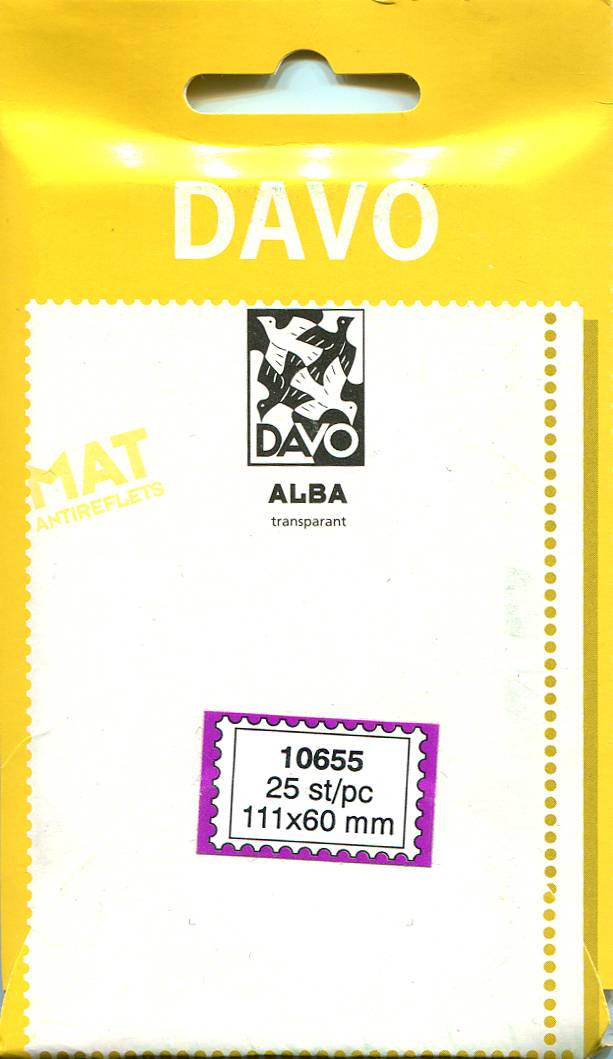 DAVO
DAVO
ALBA
transparant
MAT
ANTIREFLETS
10655
25 st/pc
111x60 mm